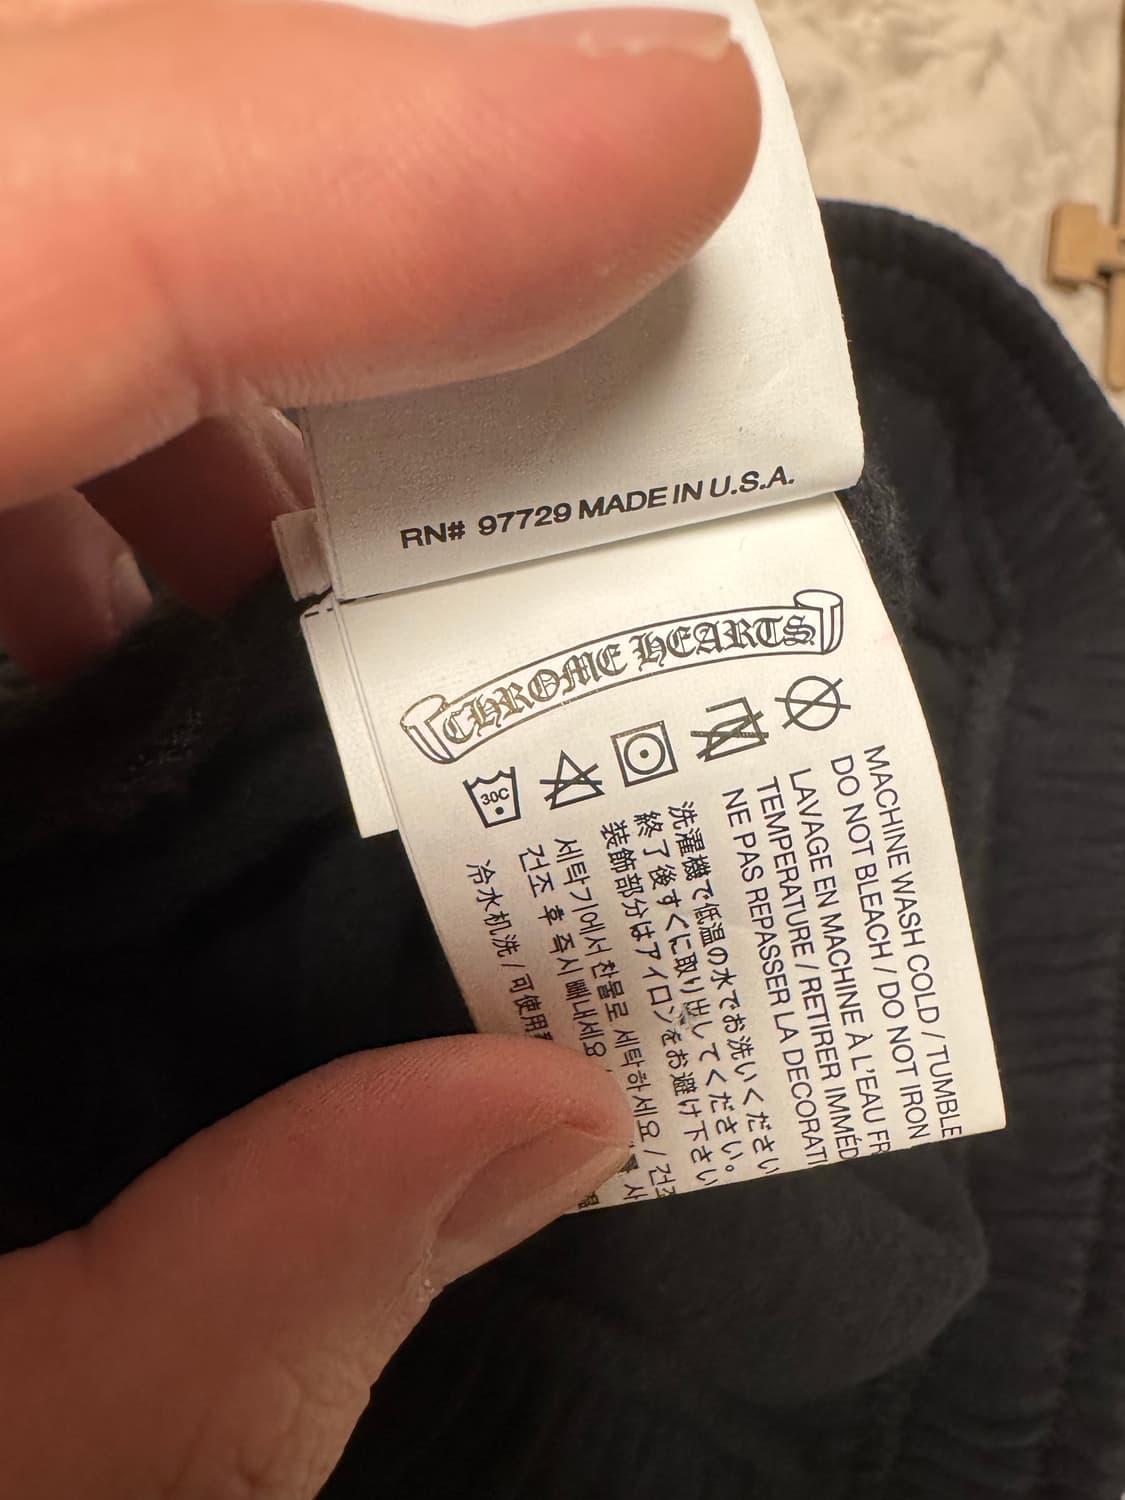 RN# 97729 MADE IN U.S.A.
CHROME HEARTS
30C
MACHINE WASH COLD / TUMBLE
DO NOT BLEACH / DO NOT IRON
LAVAGE EN MACHINE À L'EAU FR
TEMPERATURE / RETIRER IMMÉD
NE PAS REPASSER LA DECORATI
洗濯機で低温の水でお洗いください
終了後すぐに取り出してください。
装飾部分はアイロンをお避け下さい
세탁기에서 찬물로 세탁하세요 / 건조
건조 후 즉시 빼내세요
冷水机洗 / 可使用